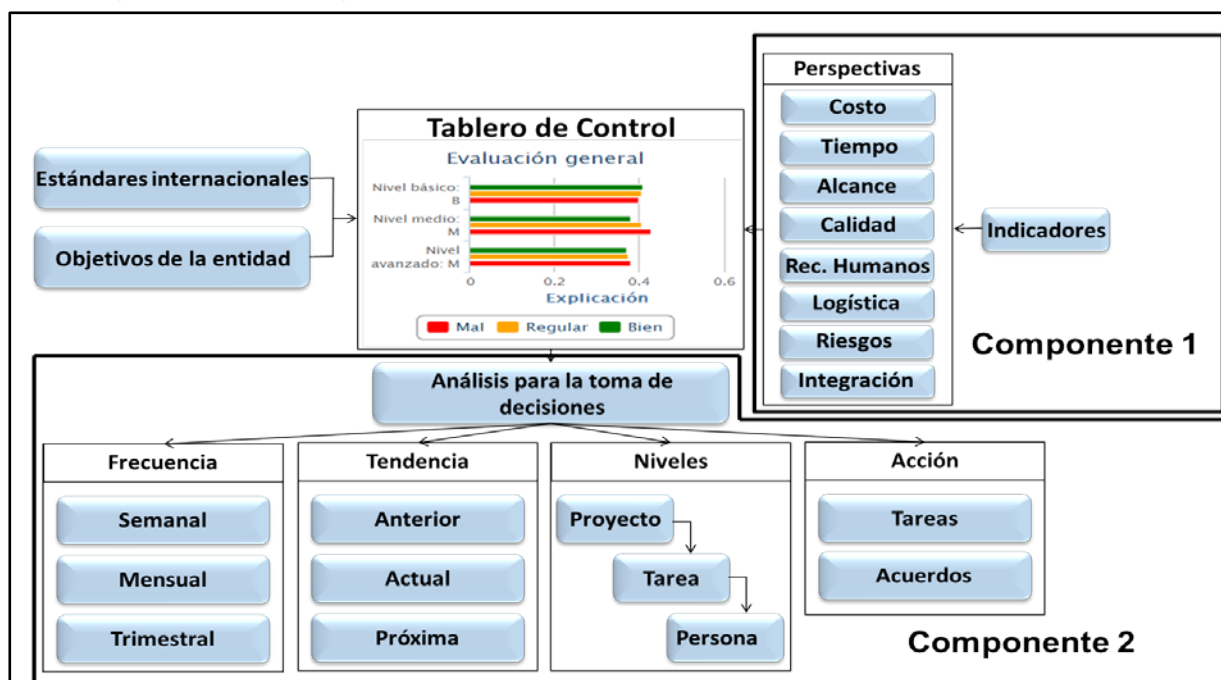 Perspectivas
Costo
Tiempo
Alcance
Calidad
Rec. Humanos
Logística
Riesgos
Integración
Indicadores
Componente 1
Estándares internacionales
Objetivos de la entidad
Tablero de Control
Evaluación general
Nivel básico:
B
Nivel medio:
M
Nivel
avanzado: M
0
0.2
0.4
0.6
Explicación
Mal
Regular
Bien
Análisis para la toma de
decisiones
Frecuencia
Semanal
Mensual
Trimestral
Tendencia
Anterior
Actual
Próxima
Niveles
Proyecto
Tarea
Persona
Acción
Tareas
Acuerdos
Componente 2